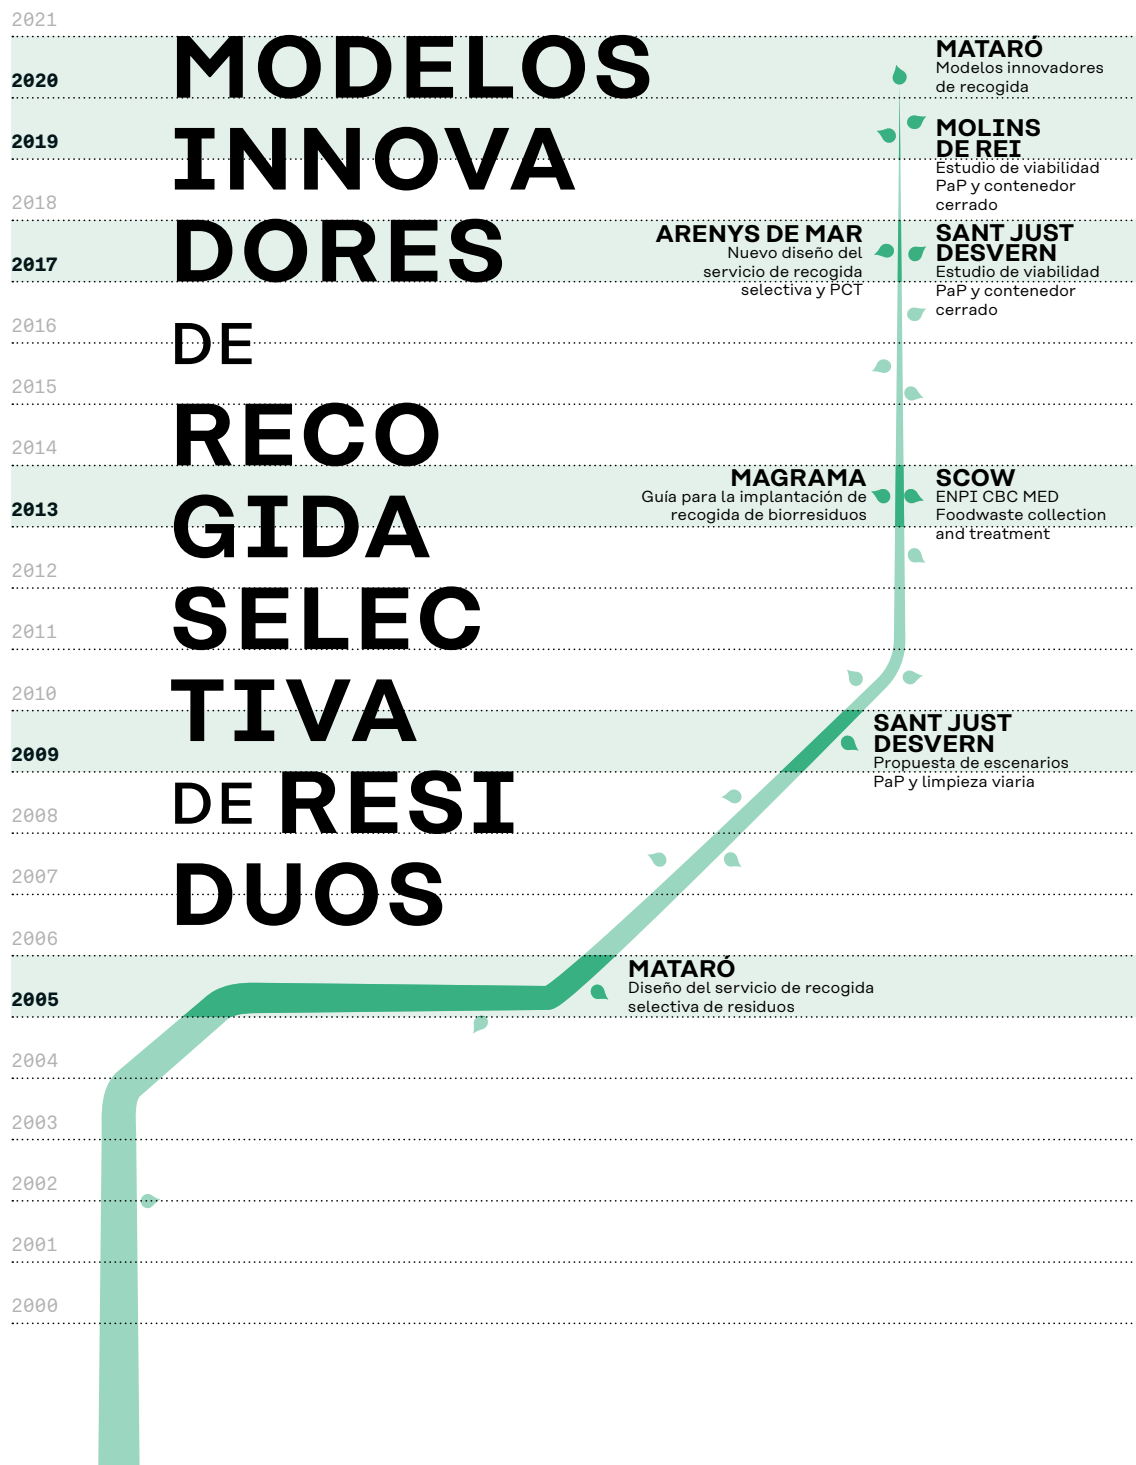 2021
2020
2019
2018
2017
2016
2015
2014
2013
2012
2011
2010
2009
2008
2007
2006
2005
2004
2003
2002
2001
2000
MODELOS
INNOVA
DORES
DE
RECO
GIDA
SELEC
TIVA
DE RESI
DUOS
MATARÓ
Modelos innovadores
de recogida
MOLINS
DE REI
Estudio de viabilidad
PaP y contenedor
cerrado
ARENYS DE MAR
Nuevo diseño del
servicio de recogida
selectiva y PCT
SANT JUST
DESVERN
Estudio de viabilidad
PaP y contenedor
cerrado
MAGRAMA
Guía para la implantación de
recogida de biorresiduos
SCOW
ENPI CBC MED
Foodwaste collection
and treatment
SANT JUST
DESVERN
Propuesta de escenarios
PaP y limpieza viaria
MATARÓ
Diseño del servicio de recogida
selectiva de residuos